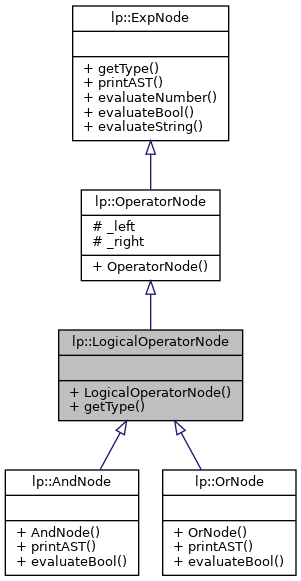 lp::ExpNode
+ getType()
+ printAST()
+ evaluateNumber()
+ evaluateBool()
+ evaluateString()
lp::OperatorNode
# _left
# _right
+ OperatorNode()
lp::LogicalOperatorNode
+ LogicalOperatorNode()
+ getType()
lp::AndNode
+ AndNode()
+ printAST()
+ evaluateBool()
lp::OrNode
+ OrNode()
+ printAST()
+ evaluateBool()